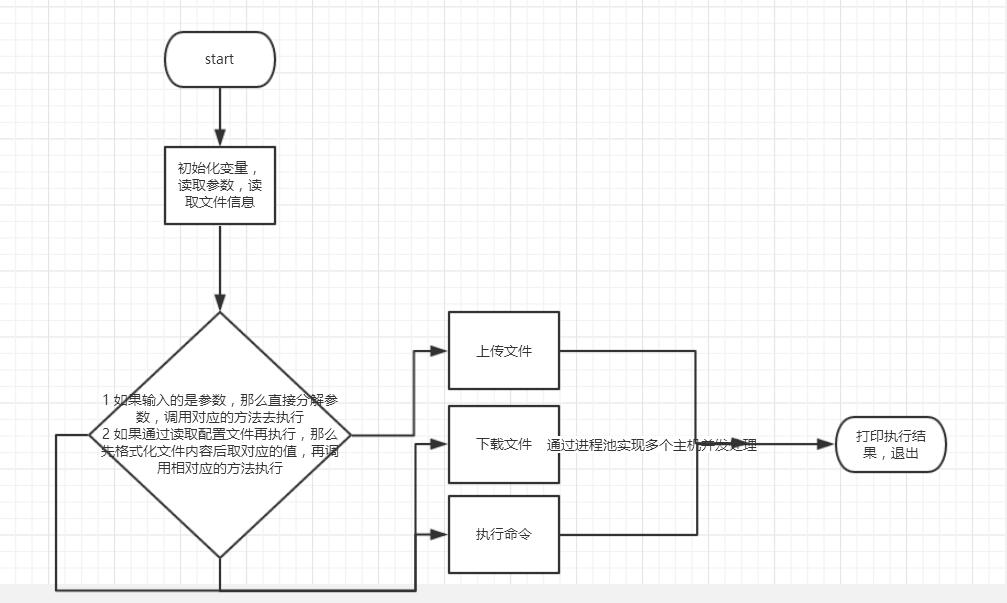 start
初始化变量，
读取参数，读
取文件信息
1 如果输入的是参数，那么直接分解参
数，调用对应的方法去执行
2 如果通过读取配置文件再执行，那么
先格式化文件内容后取对应的值，再调
用相对应的方法执行
上传文件
下载文件
通过进程池实现多个主机并发处理
执行命令
打印执行结
果，退出